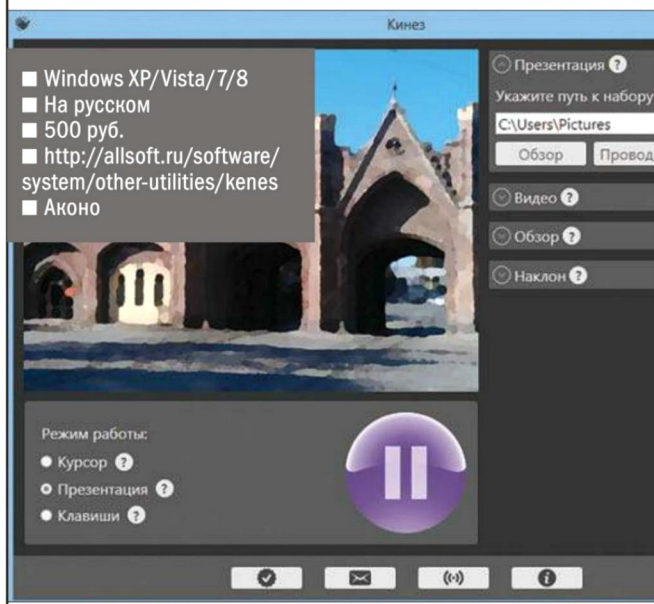 Кинез
■ Windows XP/Vista/7/8
■ На русском
■ 500 руб.
■ http://allsoft.ru/software/
system/other-utilities/kenes
■ Аконо
Презентация ?
Укажите путь к набору
C:\Users\Pictures
Обзор Провод
Видео ?
Обзор ?
Наклон ?
Режим работы:
Курсор ?
Презентация ?
Клавиши ?